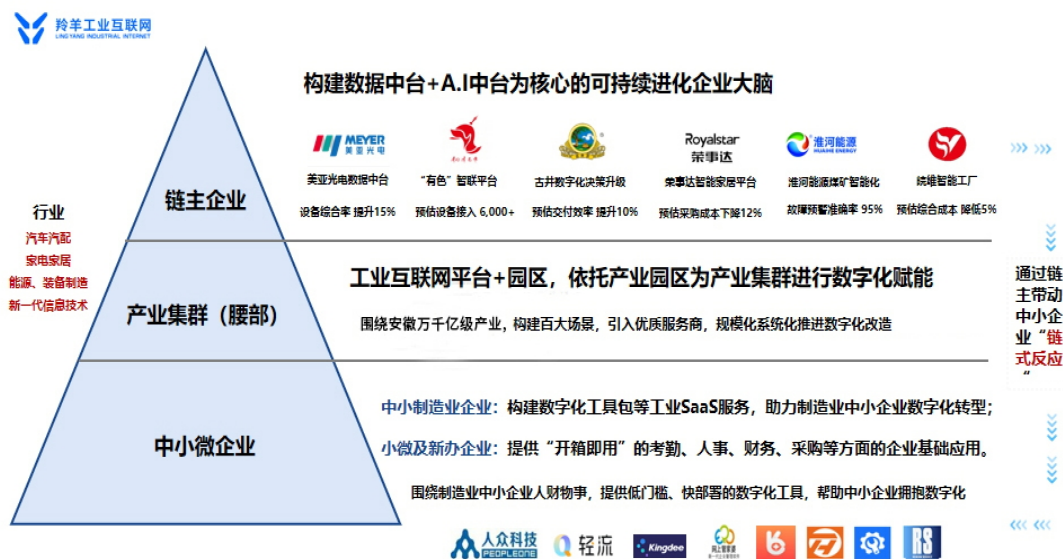 羚羊工业互联网
LINGYANG INDUSTRIAL INTERNET
构建数据中台+A.I中台为核心的可持续进化企业大脑
MEYER
美亚光电
Royalstar
荣事达
淮河能源
HUAIHE ENERGY
美亚光电数据中台
“有色”智联平台
古井数字化决策升级
荣事达智能家居平台
淮河能源煤矿智能化
皖维智能工厂
设备综合率 提升15%
预估设备接入 6,000+
预估交付效率 提升10%
预估采购成本下降12%
故障预警准确率 95%
预估综合成本 降低5%
链主企业
行业
汽车汽配
家电家居
能源、装备制造
新一代信息技术
工业互联网平台+园区，依托产业园区为产业集群进行数字化赋能
产业集群（腰部）
围绕安徽万千亿级产业，构建百大场景，引入优质服务商，规模化系统化推进数字化改造
通过链
主带动
中小企
业“链
式反应
“
中小微企业
中小制造业企业：构建数字化工具包等工业SaaS服务，助力制造业中小企业数字化转型；
小微及新办企业：提供“开箱即用”的考勤、人事、财务、采购等方面的企业基础应用。
围绕制造业中小企业人财物事，提供低门槛、快部署的数字化工具，帮助中小企业拥抱数字化
人众科技
PEOPLEONE
轻流
Kingdee
RS